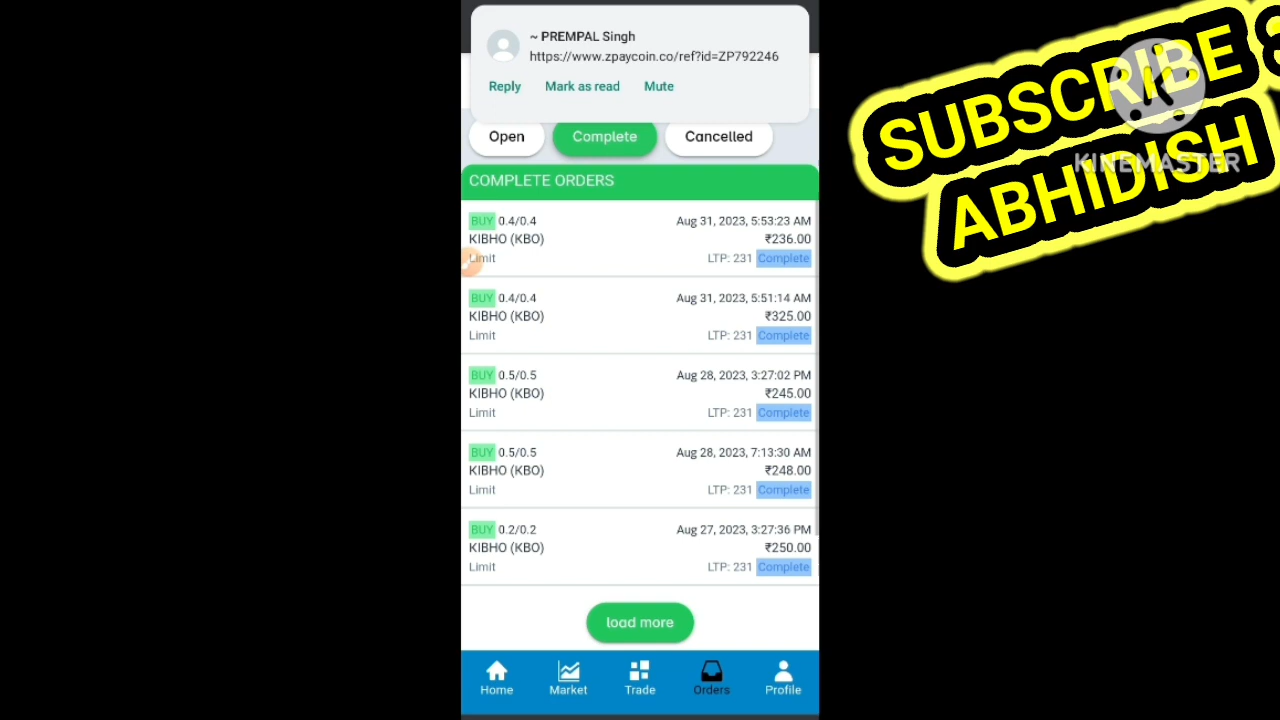 ~ PREMPAL Singh
https://www.zpaycoin.co/ref?id=ZP792246
Reply Mark as read Mute
Open Complete Cancelled
COMPLETE ORDERS
BUY 0.4/0.4 Aug 31, 2023, 5:53:23 AM
KIBHO (KBO) ₹236.00
Limit LTP: 231 Complete
BUY 0.4/0.4 Aug 31, 2023, 5:51:14 AM
KIBHO (KBO) ₹325.00
Limit LTP: 231 Complete
BUY 0.5/0.5 Aug 28, 2023, 3:27:02 PM
KIBHO (KBO) ₹245.00
Limit LTP: 231 Complete
BUY 0.5/0.5 Aug 28, 2023, 7:13:30 AM
KIBHO (KBO) ₹248.00
Limit LTP: 231 Complete
BUY 0.2/0.2 Aug 27, 2023, 3:27:36 PM
KIBHO (KBO) ₹250.00
Limit LTP: 231 Complete
load more
Home Market Trade Orders Profile
SUBSCRIBE
ABHIDISH
KINEMASTER